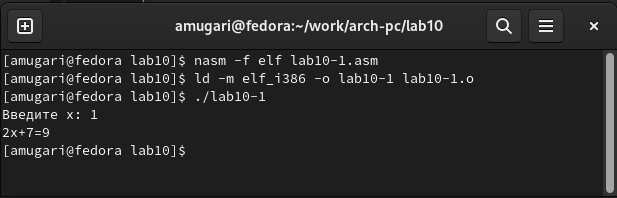 amugari@fedora:~/work/arch-pc/lab10
[amugari@fedora lab10]$ nasm -f elf lab10-1.asm
[amugari@fedora lab10]$ ld -m elf_i386 -o lab10-1 lab10-1.o
[amugari@fedora lab10]$ ./lab10-1
Введите x: 1
2x+7=9
[amugari@fedora lab10]$